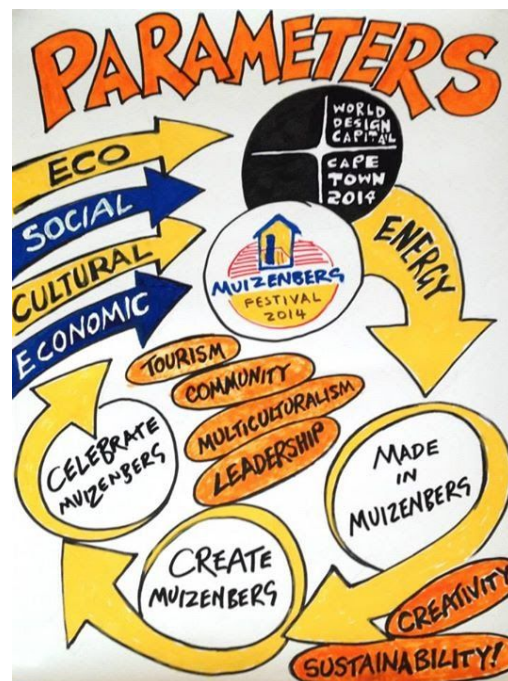 PARAMETERS
WORLD
DESIGN
CAPITAL
CAPE
TOWN
2014
ECO
SOCIAL
CULTURAL
ECONOMIC
ENERGY
MUIZENBERG
FESTIVAL
2014
TOURISM
COMMUNITY
MULTICULTURALISM
LEADERSHIP
CELEBRATE
MUIZENBERG
MADE
IN
MUIZENBERG
CREATE
MUIZENBERG
CREATIVITY
SUSTAINABILITY!